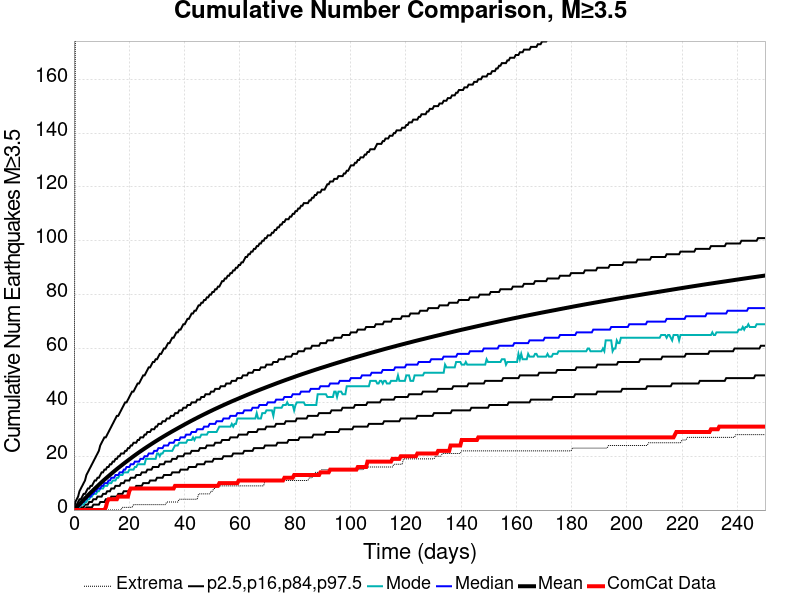 Cumulative Number Comparison, M≥3.5
Cumulative Num Earthquakes M≥3.5
160
140
120
100
80
60
40
20
0
0 20 40 60 80 100 120 140 160 180 200 220 240
Time (days)
Extrema p2.5,p16,p84,p97.5 Mode Median Mean ComCat Data